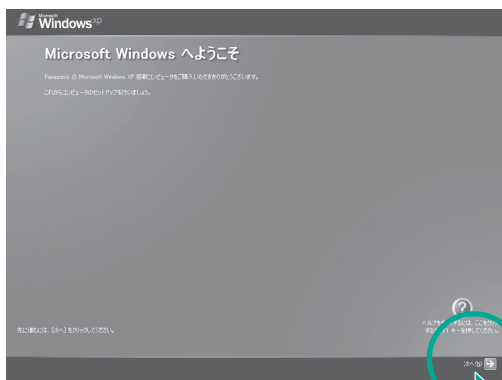 Microsoft
Windows xp
Microsoft Windows へようこそ
Panasonic の Microsoft Windows XP 搭載コンピュータをご購入いただきありがとうございます。
これからコンピュータのセットアップを行いましょう。
先に進むには、[次へ] をクリックしてください。
?
次へ(N)